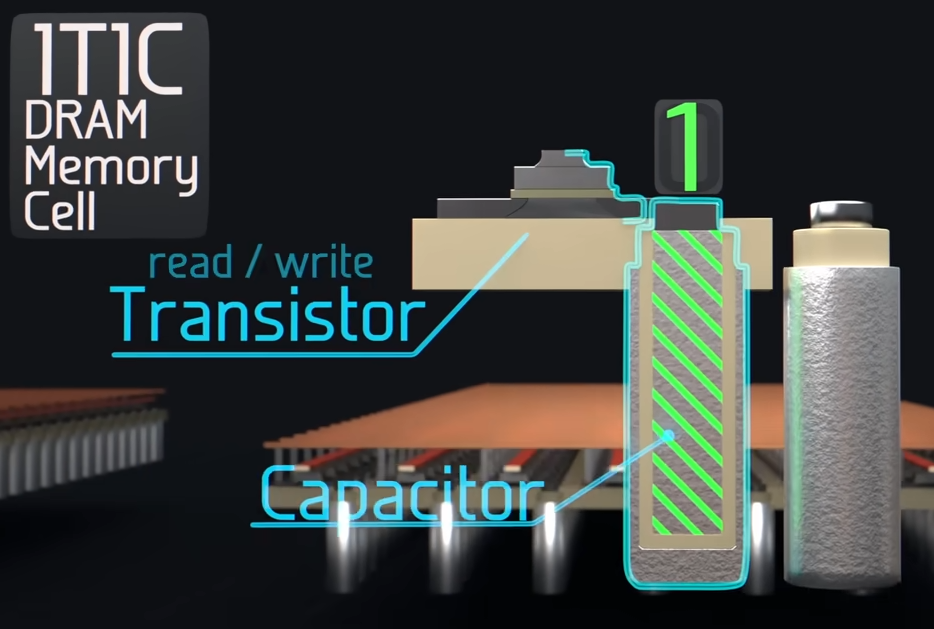 1T1C
DRAM
Memory
Cell
1
read / write
Transistor
Capacitor